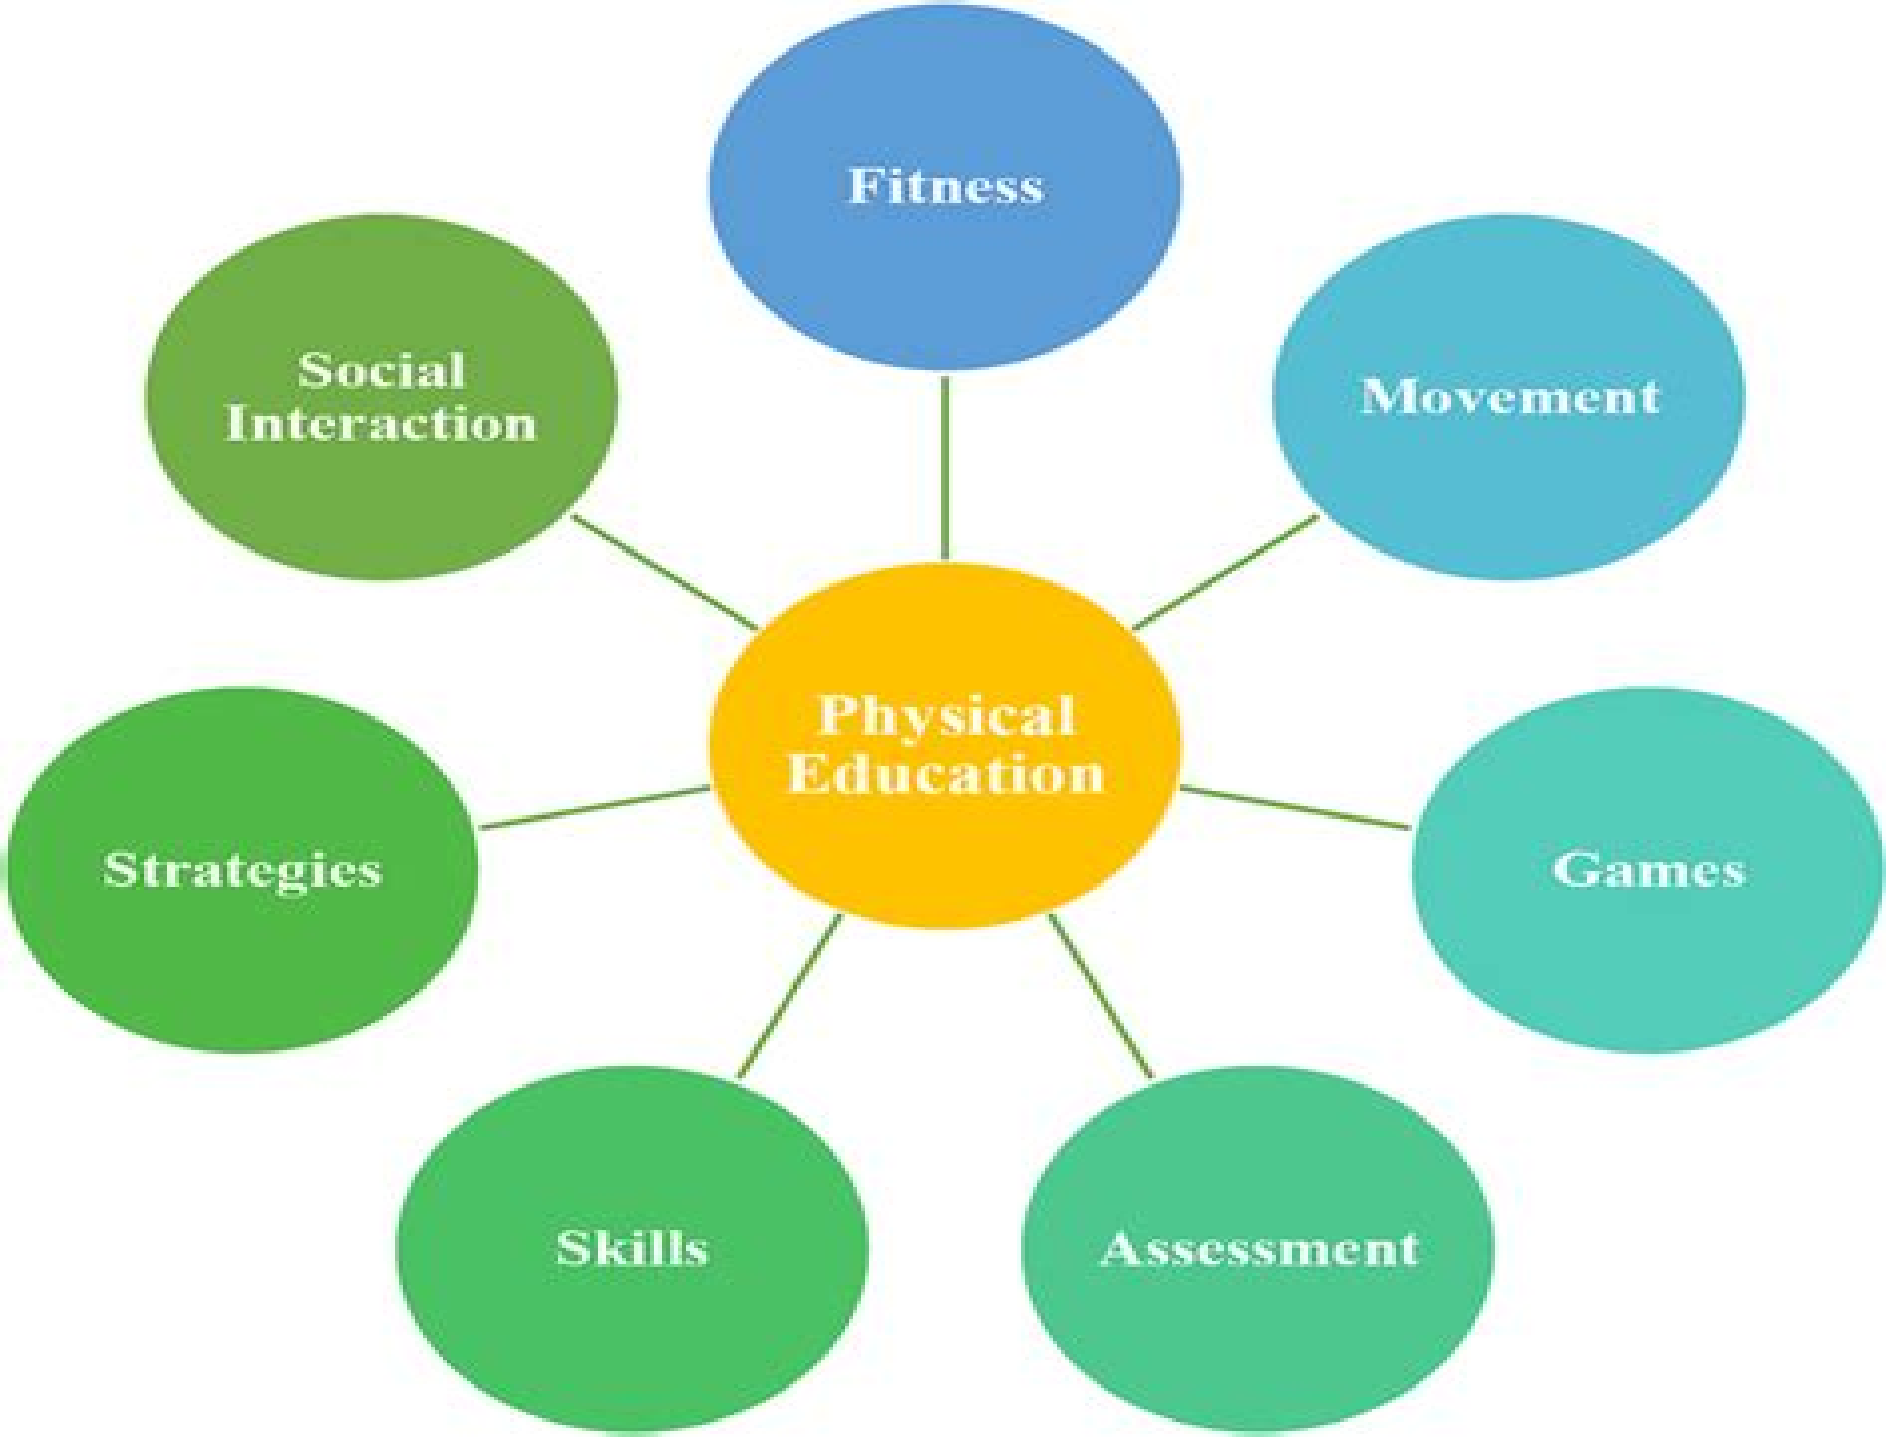 Fitness
Social
Interaction
Movement
Physical
Education
Strategies
Games
Skills
Assessment